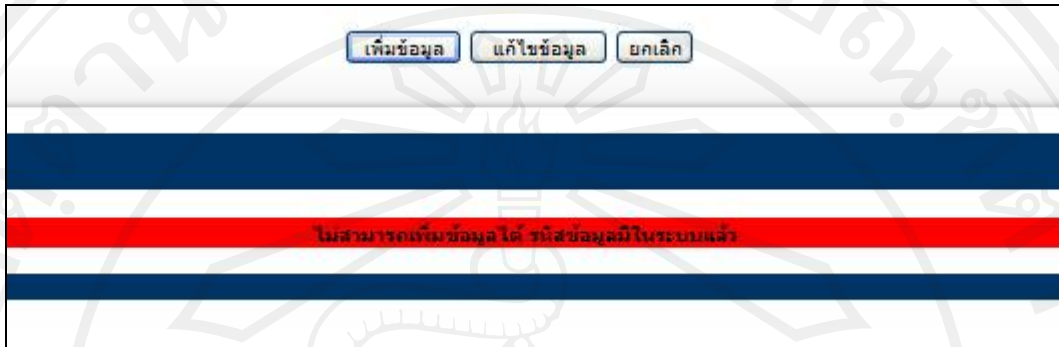 เพิ่มข้อมูล แก้ไขข้อมูล ยกเลิก
ไม่สามารถเพิ่มข้อมูลได้ รหัสข้อมูลมีในระบบแล้ว